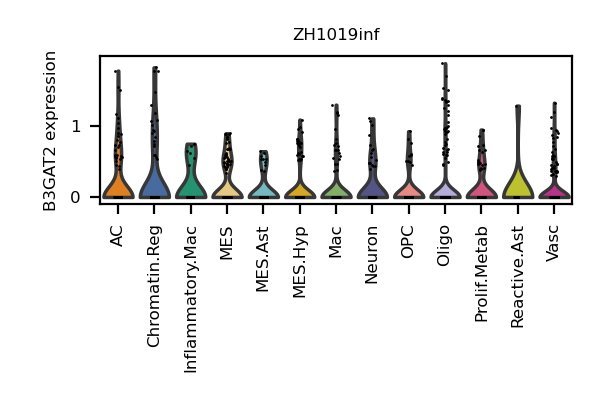 ZH1019inf
B3GAT2 expression
1
0
AC
Chromatin.Reg
Inflammatory.Mac
MES
MES.Ast
MES.Hyp
Mac
Neuron
OPC
Oligo
Prolif.Metab
Reactive.Ast
Vasc